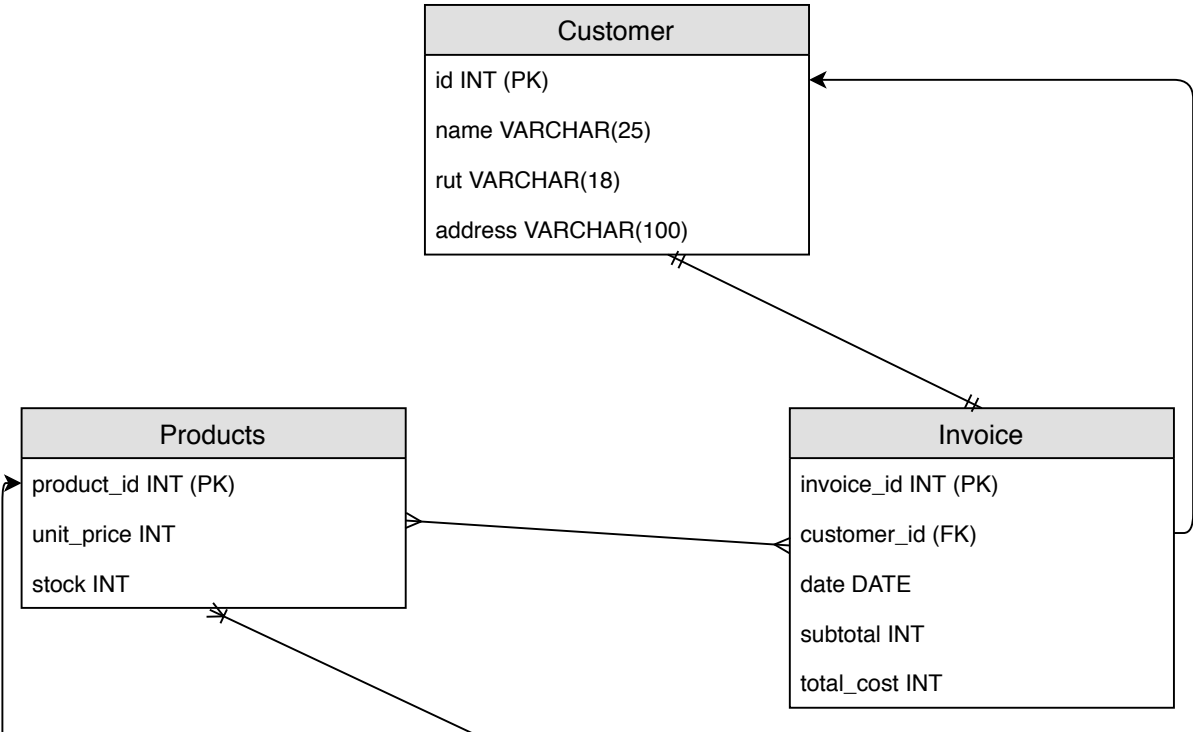 Customer
id INT (PK)
name VARCHAR(25)
rut VARCHAR(18)
address VARCHAR(100)
Products
product_id INT (PK)
unit_price INT
stock INT
Invoice
invoice_id INT (PK)
customer_id (FK)
date DATE
subtotal INT
total_cost INT